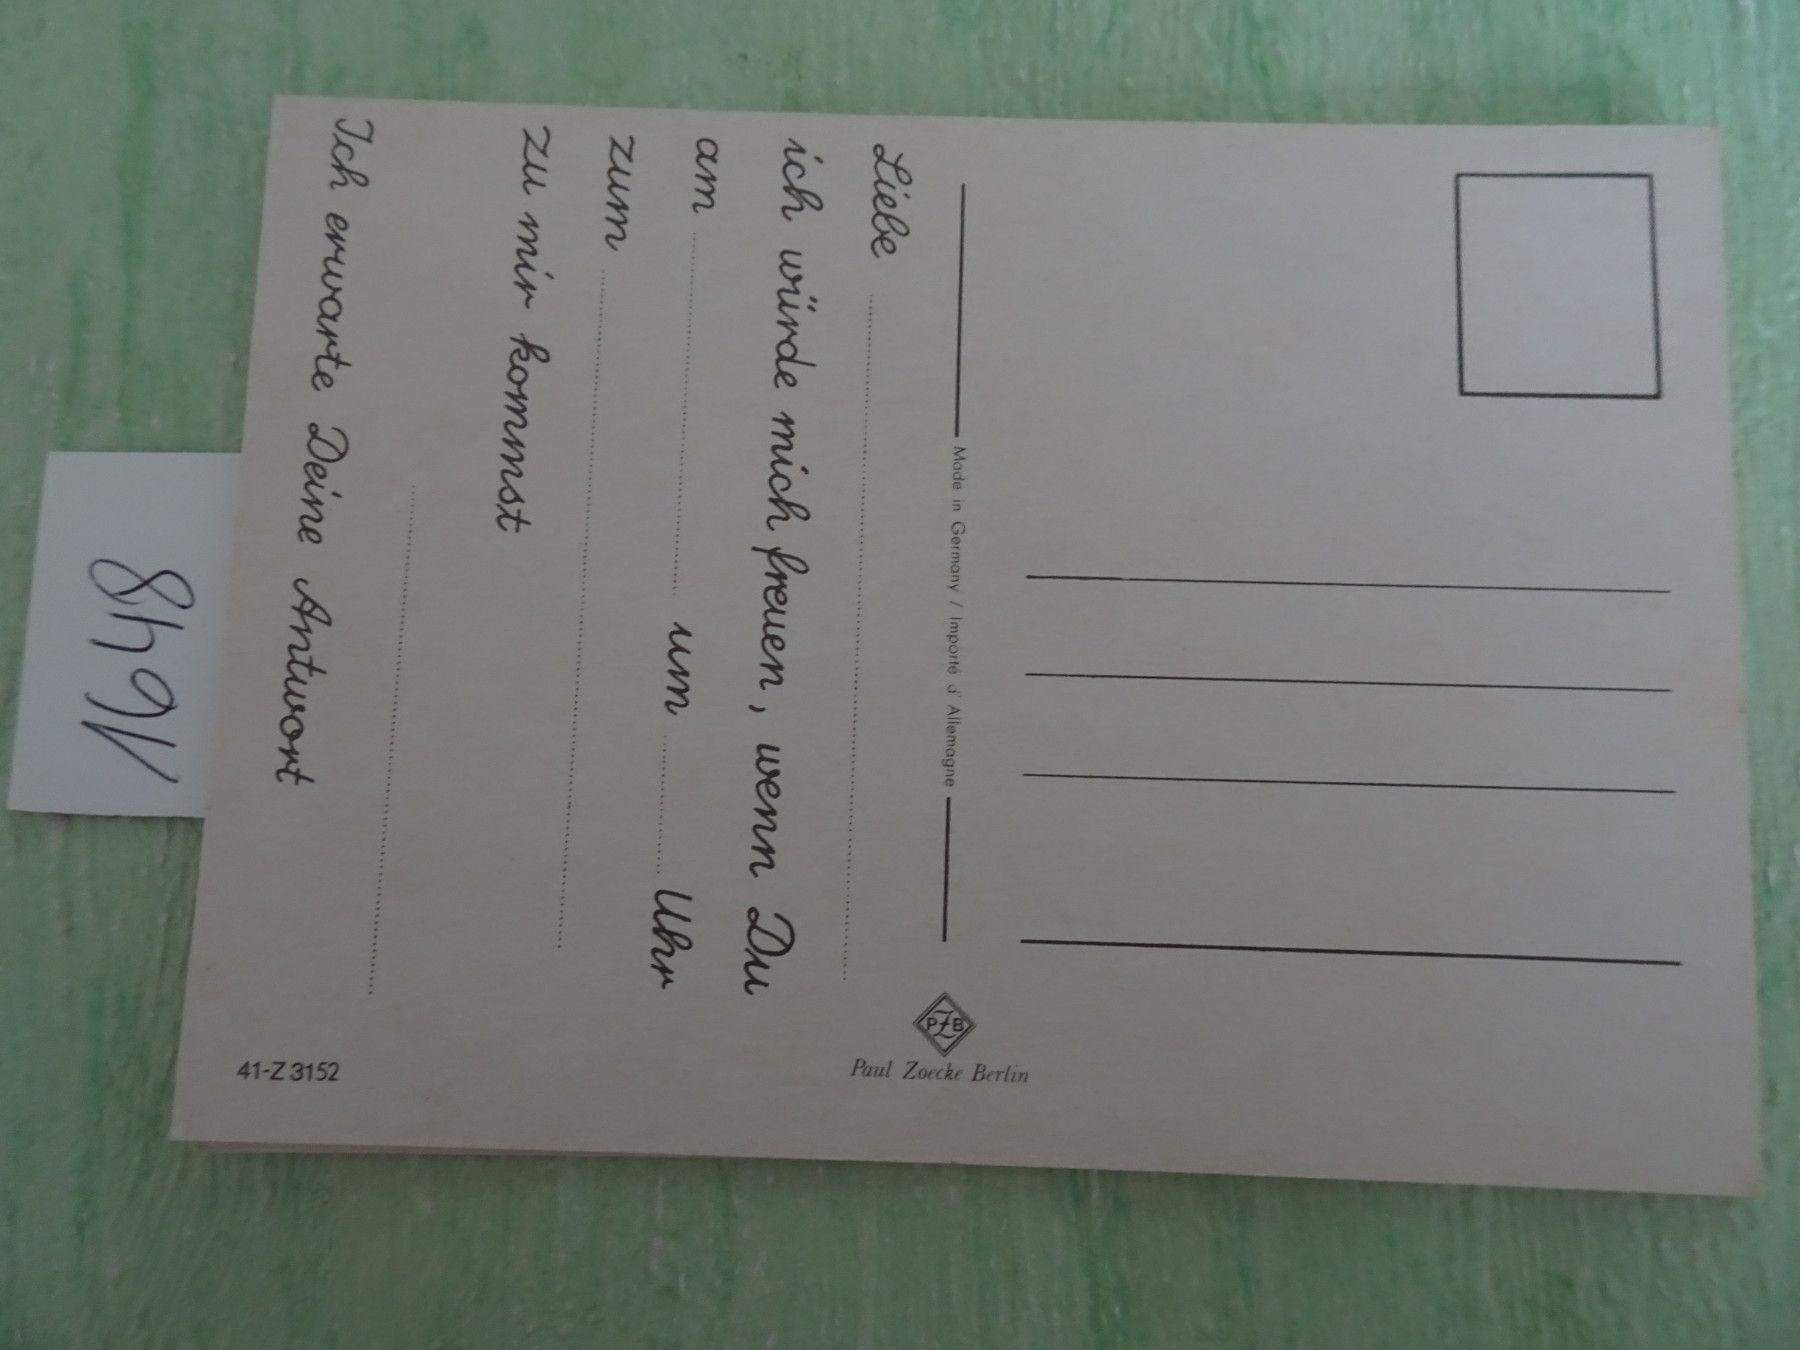 Liebe
ich würde mich freuen, wenn Du
am um Uhr
zum
zu mir kommst
Ich erwarte Deine Antwort
Made in Germany / Importé d'Allemagne
PZB
Paul Zoecke Berlin
41-Z 3152
1648